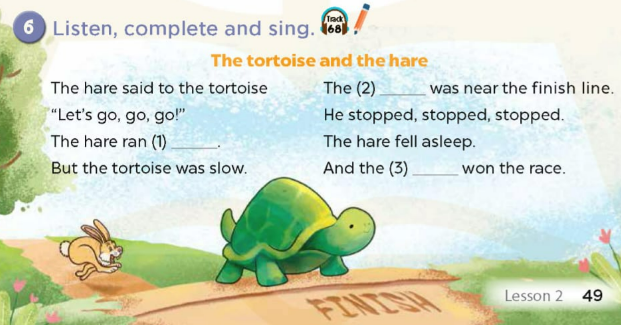 6 Listen, complete and sing. Track 68
The tortoise and the hare
The hare said to the tortoise
"Let's go, go, go!"
The hare ran (1) ______.
But the tortoise was slow.
The (2) ______ was near the finish line.
He stopped, stopped, stopped.
The hare fell asleep.
And the (3) ______ won the race.
FINISH
Lesson 2 49